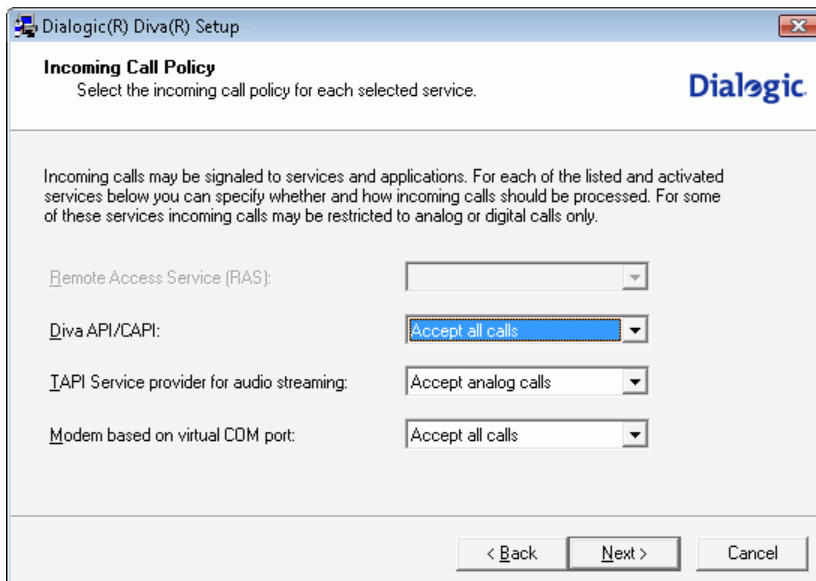 Dialogic(R) Diva(R) Setup
Incoming Call Policy
Select the incoming call policy for each selected service.
Dialogic.
Incoming calls may be signaled to services and applications. For each of the listed and activated
services below you can specify whether and how incoming calls should be processed. For some
of these services incoming calls may be restricted to analog or digital calls only.
Remote Access Service (RAS):
Diva API/CAPI:
Accept all calls
TAPI Service provider for audio streaming:
Accept analog calls
Modem based on virtual COM port:
Accept all calls
< Back
Next >
Cancel